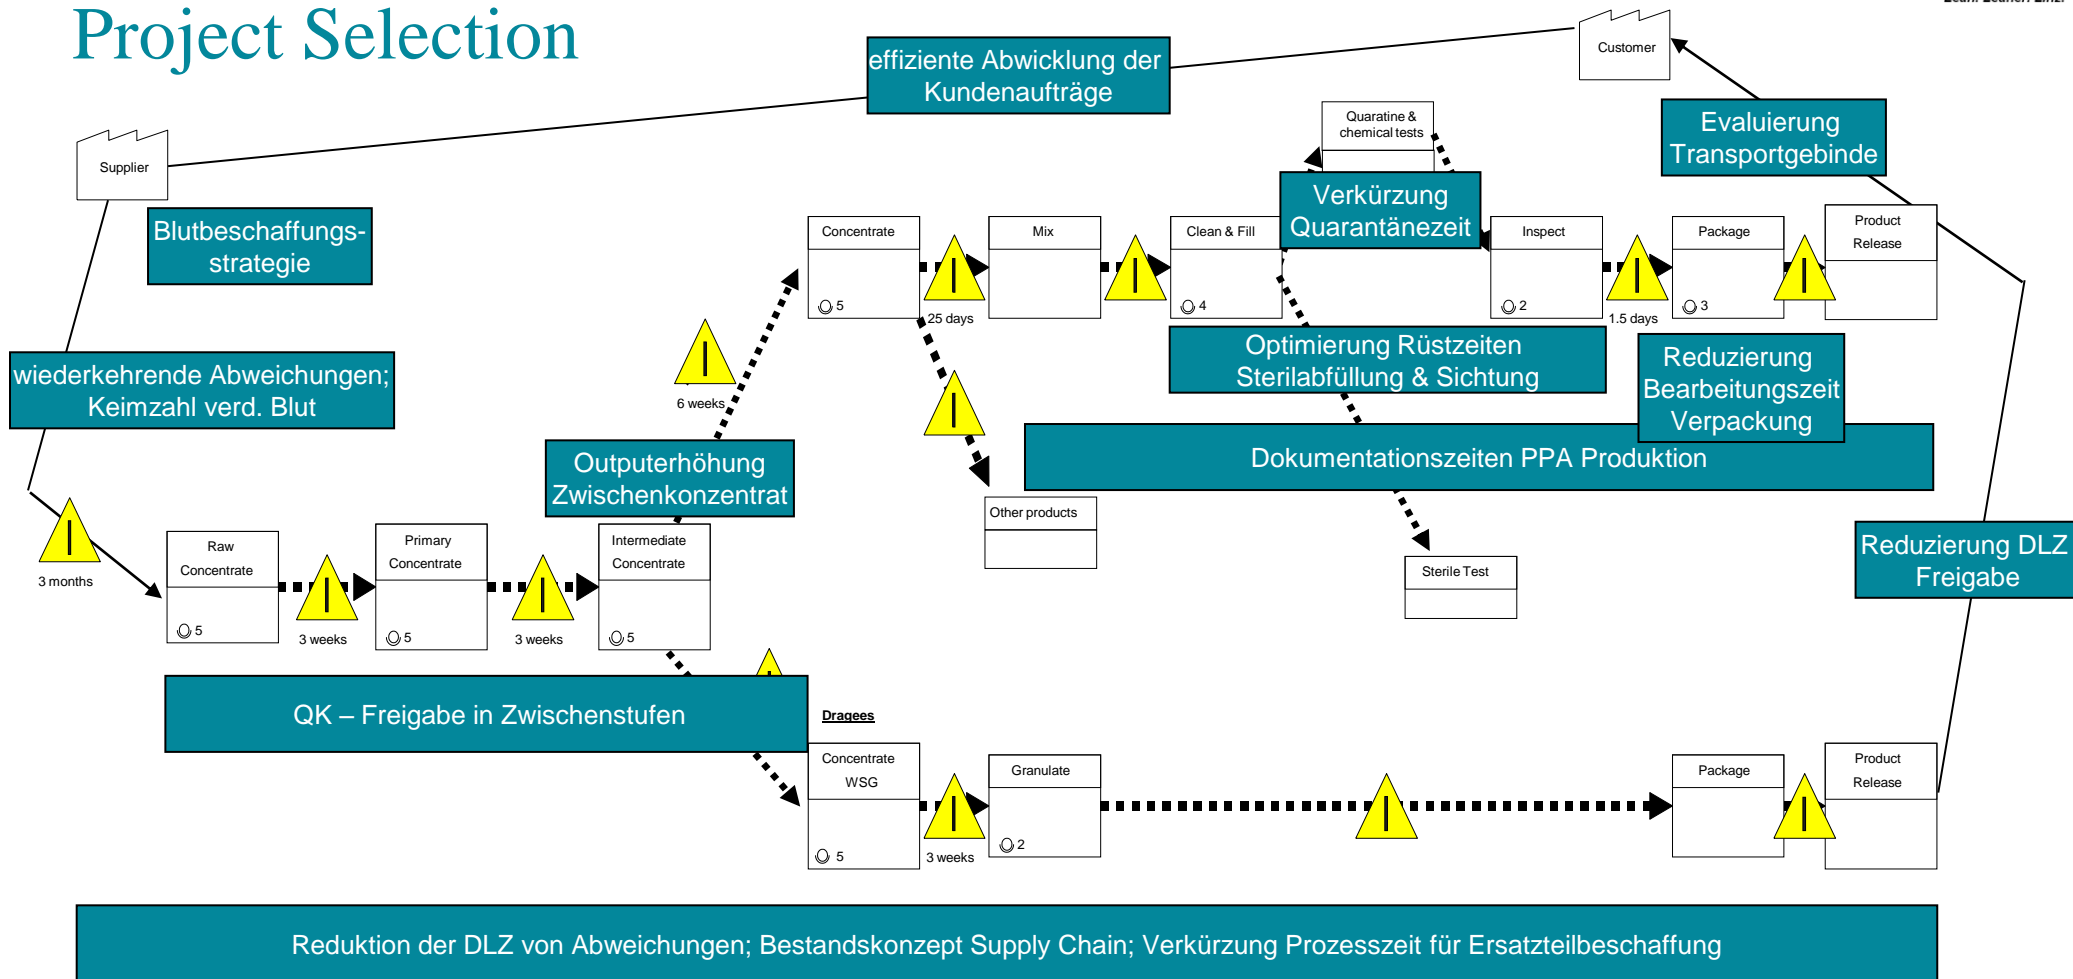 Project Selection
Customer
effiziente Abwicklung der
Kundenaufträge
Supplier
Quaratine &
chemical tests
Evaluierung
Transportgebinde
Blutbeschaffungs-
strategie
Verkürzung
Quarantänezeit
Concentrate
5
25 days
Mix
Clean & Fill
4
Inspect
2
1.5 days
Package
3
Product
Release
6 weeks
wiederkehrende Abweichungen;
Keimzahl verd. Blut
Optimierung Rüstzeiten
Sterilabfüllung & Sichtung
Reduzierung
Bearbeitungszeit
Verpackung
Outputerhöhung
Zwischenkonzentrat
Dokumentationszeiten PPA Produktion
Other products
Sterile Test
Reduzierung DLZ
Freigabe
3 months
Raw
Concentrate
5
3 weeks
Primary
Concentrate
5
3 weeks
Intermediate
Concentrate
5
QK – Freigabe in Zwischenstufen
Dragees
Concentrate
WSG
5
3 weeks
Granulate
2
Package
Product
Release
Reduktion der DLZ von Abweichungen; Bestandskonzept Supply Chain; Verkürzung Prozesszeit für Ersatzteilbeschaffung